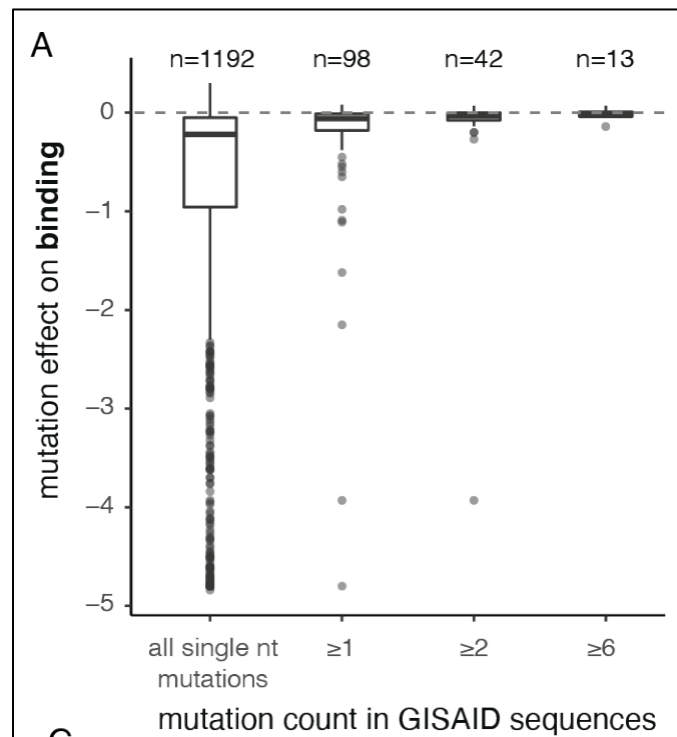 A
n=1192 n=98 n=42 n=13
0
−1
−2
−3
−4
−5
mutation effect on binding
all single nt
mutations
≥1 ≥2 ≥6
mutation count in GISAID sequences